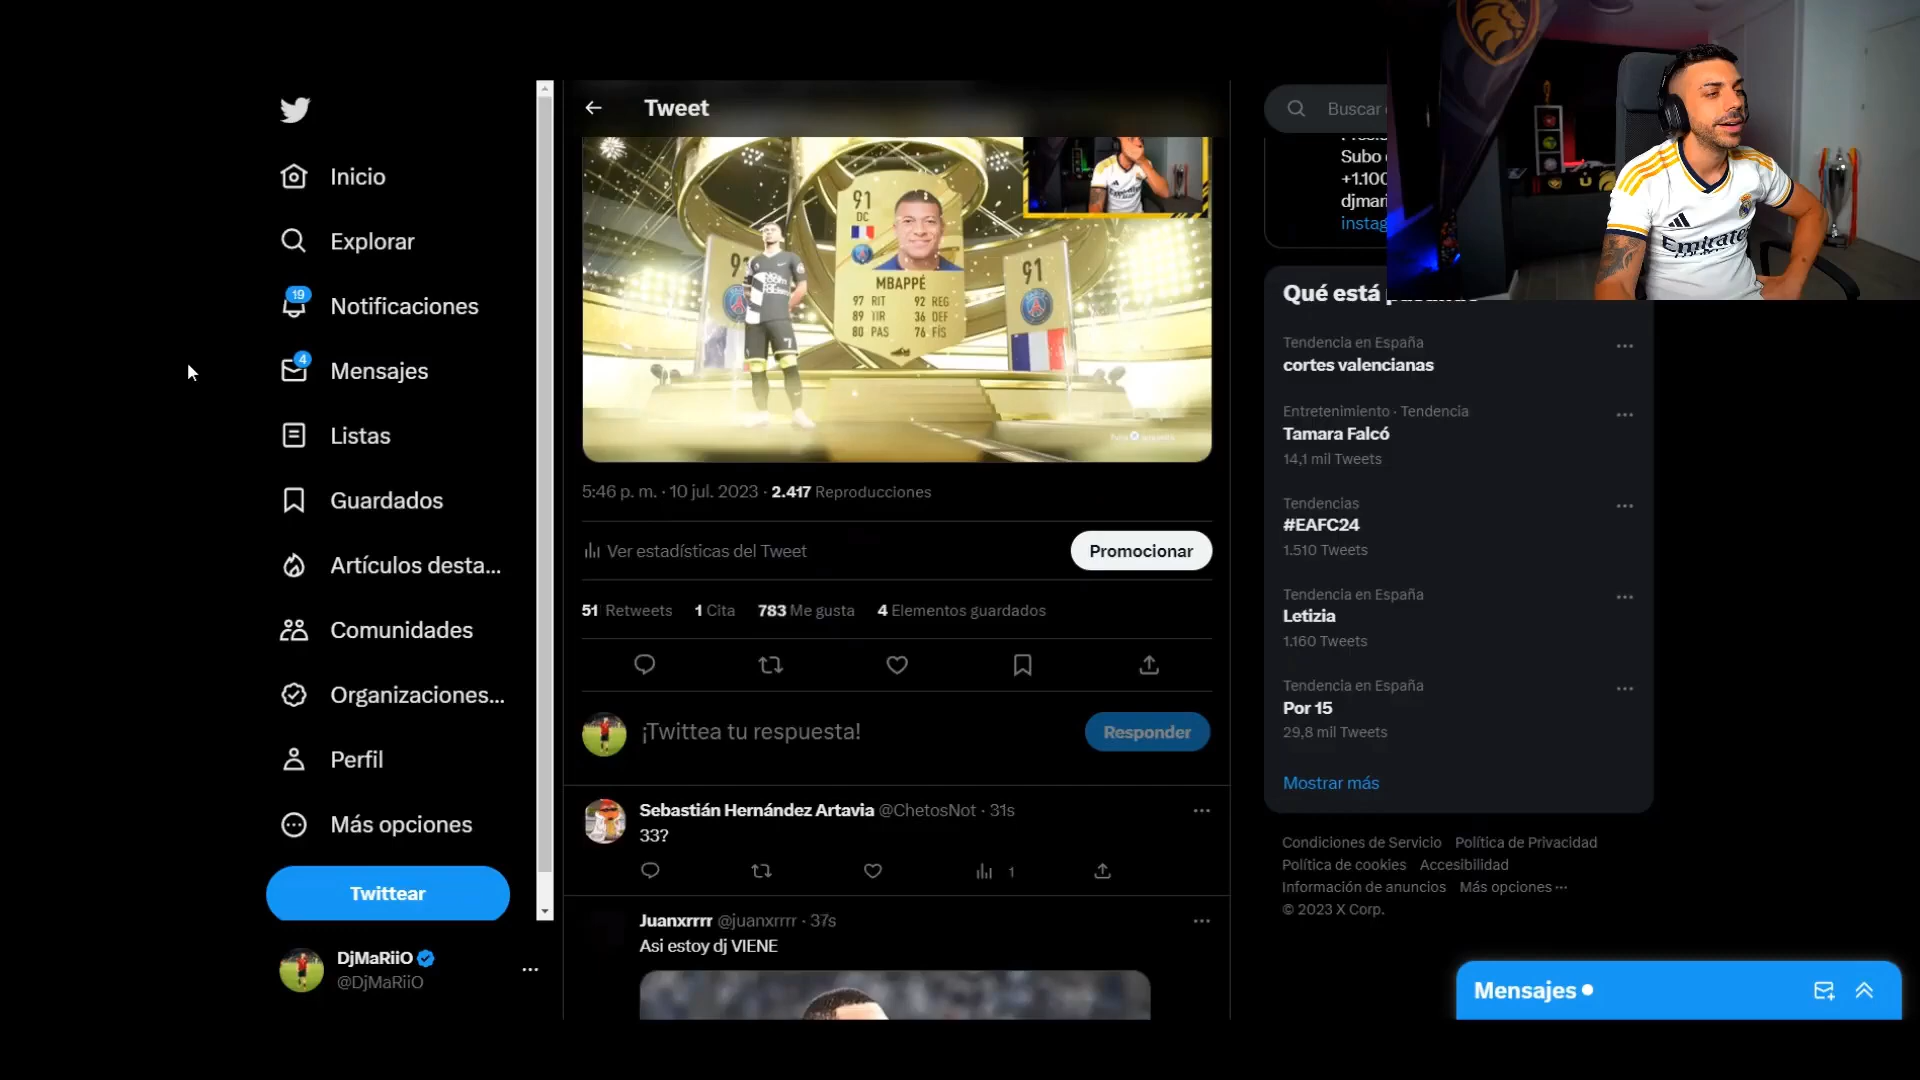 Inicio
Explorar
19
Notificaciones
4
Mensajes
Listas
Guardados
Artículos desta...
Comunidades
Organizaciones...
Perfil
Más opciones
Twittear
DjMaRiiO
@DjMaRiiO
Tweet
91
DC
MBAPPÉ
97 RIT 92 REG
89 TIR 36 DEF
80 PAS 76 FÍS
91
91
7
5:46 p. m. · 10 jul. 2023 · 2.417 Reproducciones
Ver estadísticas del Tweet
Promocionar
51 Retweets 1 Cita 783 Me gusta 4 Elementos guardados
¡Twittea tu respuesta!
Responder
Sebastián Hernández Artavia @ChetosNot · 31s
33?
1
Juanxrrrr @juanxrrrr · 37s
Asi estoy dj VIENE
Buscar
Subo
+1.100
djmari
instag
Qué está
Tendencia en España
cortes valencianas
Entretenimiento · Tendencia
Tamara Falcó
14,1 mil Tweets
Tendencias
#EAFC24
1.510 Tweets
Tendencia en España
Letizia
1.160 Tweets
Tendencia en España
Por 15
29,8 mil Tweets
Mostrar más
Condiciones de Servicio Política de Privacidad
Política de cookies Accesibilidad
Información de anuncios Más opciones ···
© 2023 X Corp.
Mensajes
Emirates